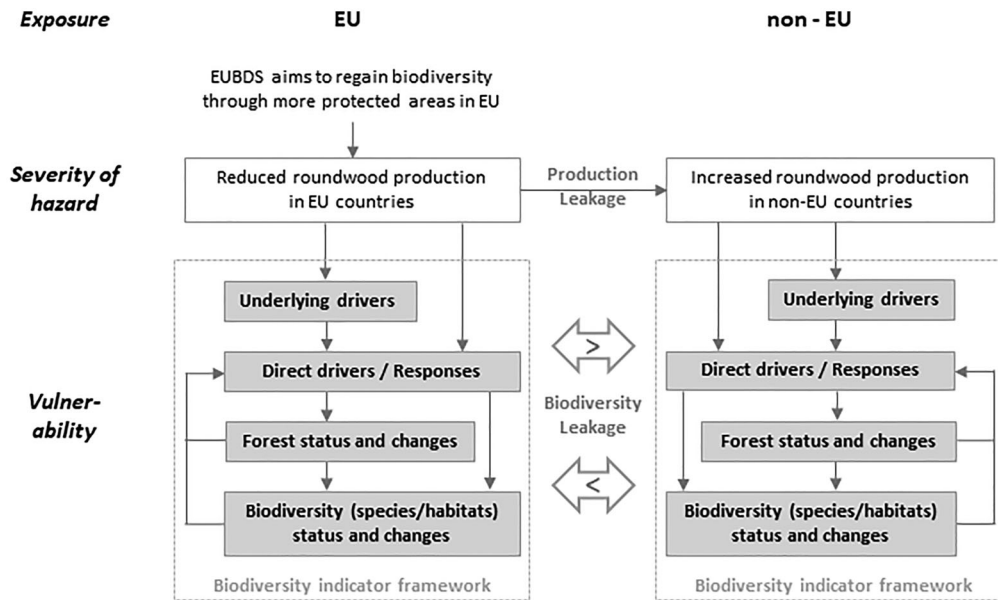 Exposure
EU
non - EU
EUBDS aims to regain biodiversity
through more protected areas in EU
Severity of
hazard
Reduced roundwood production
in EU countries
Production
Leakage
Increased roundwood production
in non-EU countries
Vulner-
ability
Underlying drivers
Direct drivers / Responses
Forest status and changes
Biodiversity (species/habitats)
status and changes
Biodiversity indicator framework
>
Biodiversity
Leakage
<
Underlying drivers
Direct drivers / Responses
Forest status and changes
Biodiversity (species/habitats)
status and changes
Biodiversity indicator framework